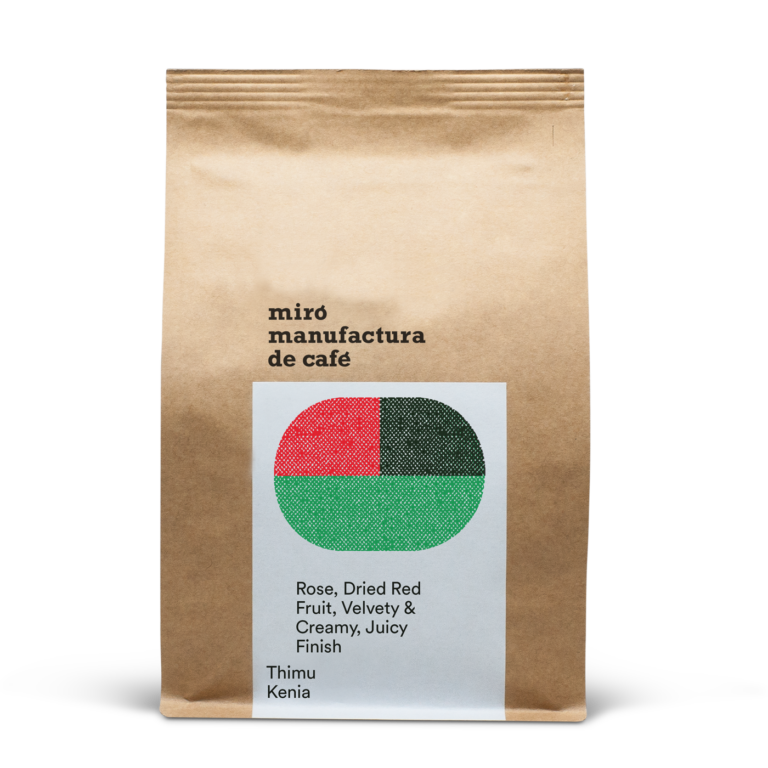 miró
manufactura
de café
Rose, Dried Red
Fruit, Velvety &
Creamy, Juicy
Finish
Thimu
Kenia